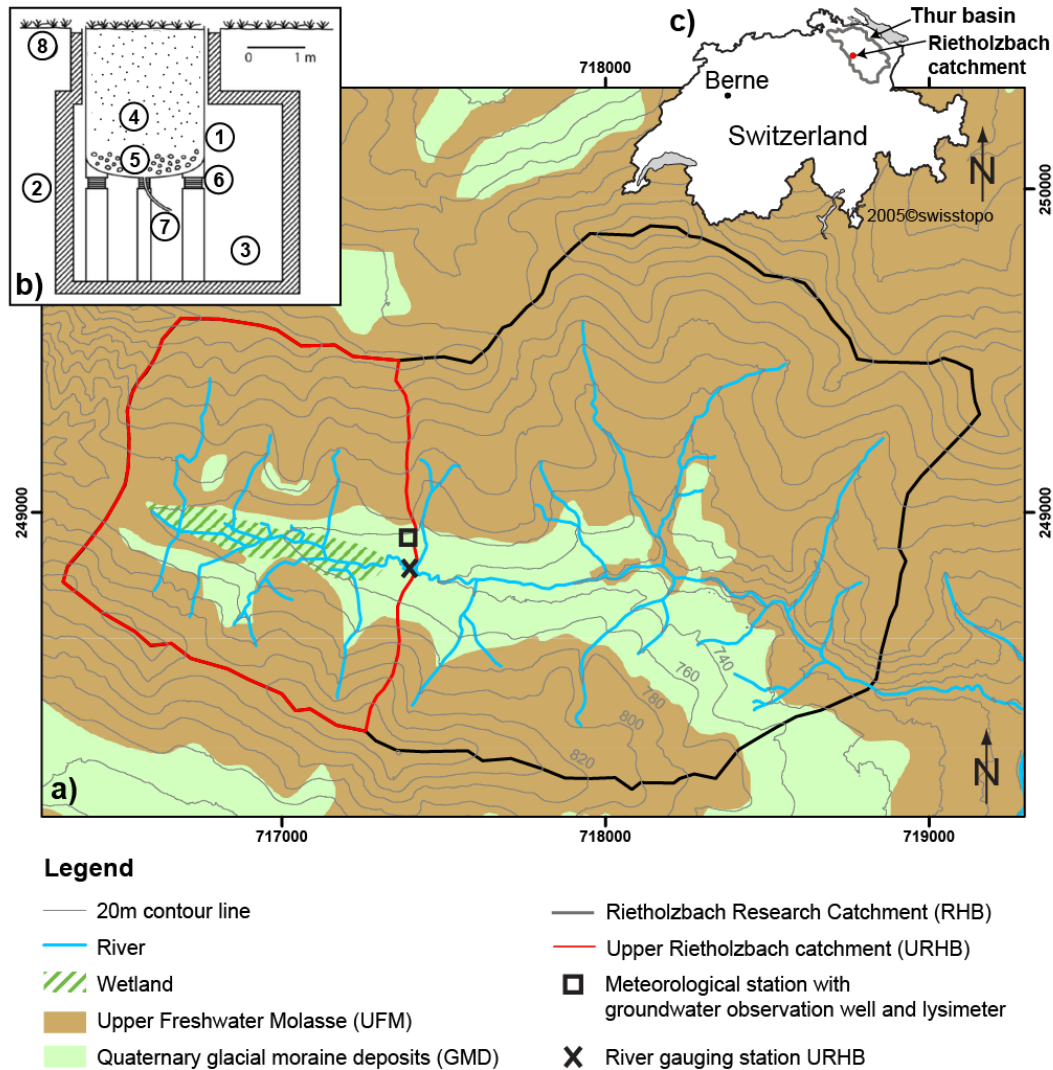 8
0 1 m
4
1
5
2
6
7
3
b)
c)
Thur basin
Rietholzbach
catchment
Berne
Switzerland
N
2005©swisstopo
718000
250000
249000
249000
740
760
780
800
820
a)
N
717000
718000
719000
Legend
20m contour line
River
Wetland
Upper Freshwater Molasse (UFM)
Quaternary glacial moraine deposits (GMD)
Rietholzbach Research Catchment (RHB)
Upper Rietholzbach catchment (URHB)
Meteorological station with
groundwater observation well and lysimeter
River gauging station URHB